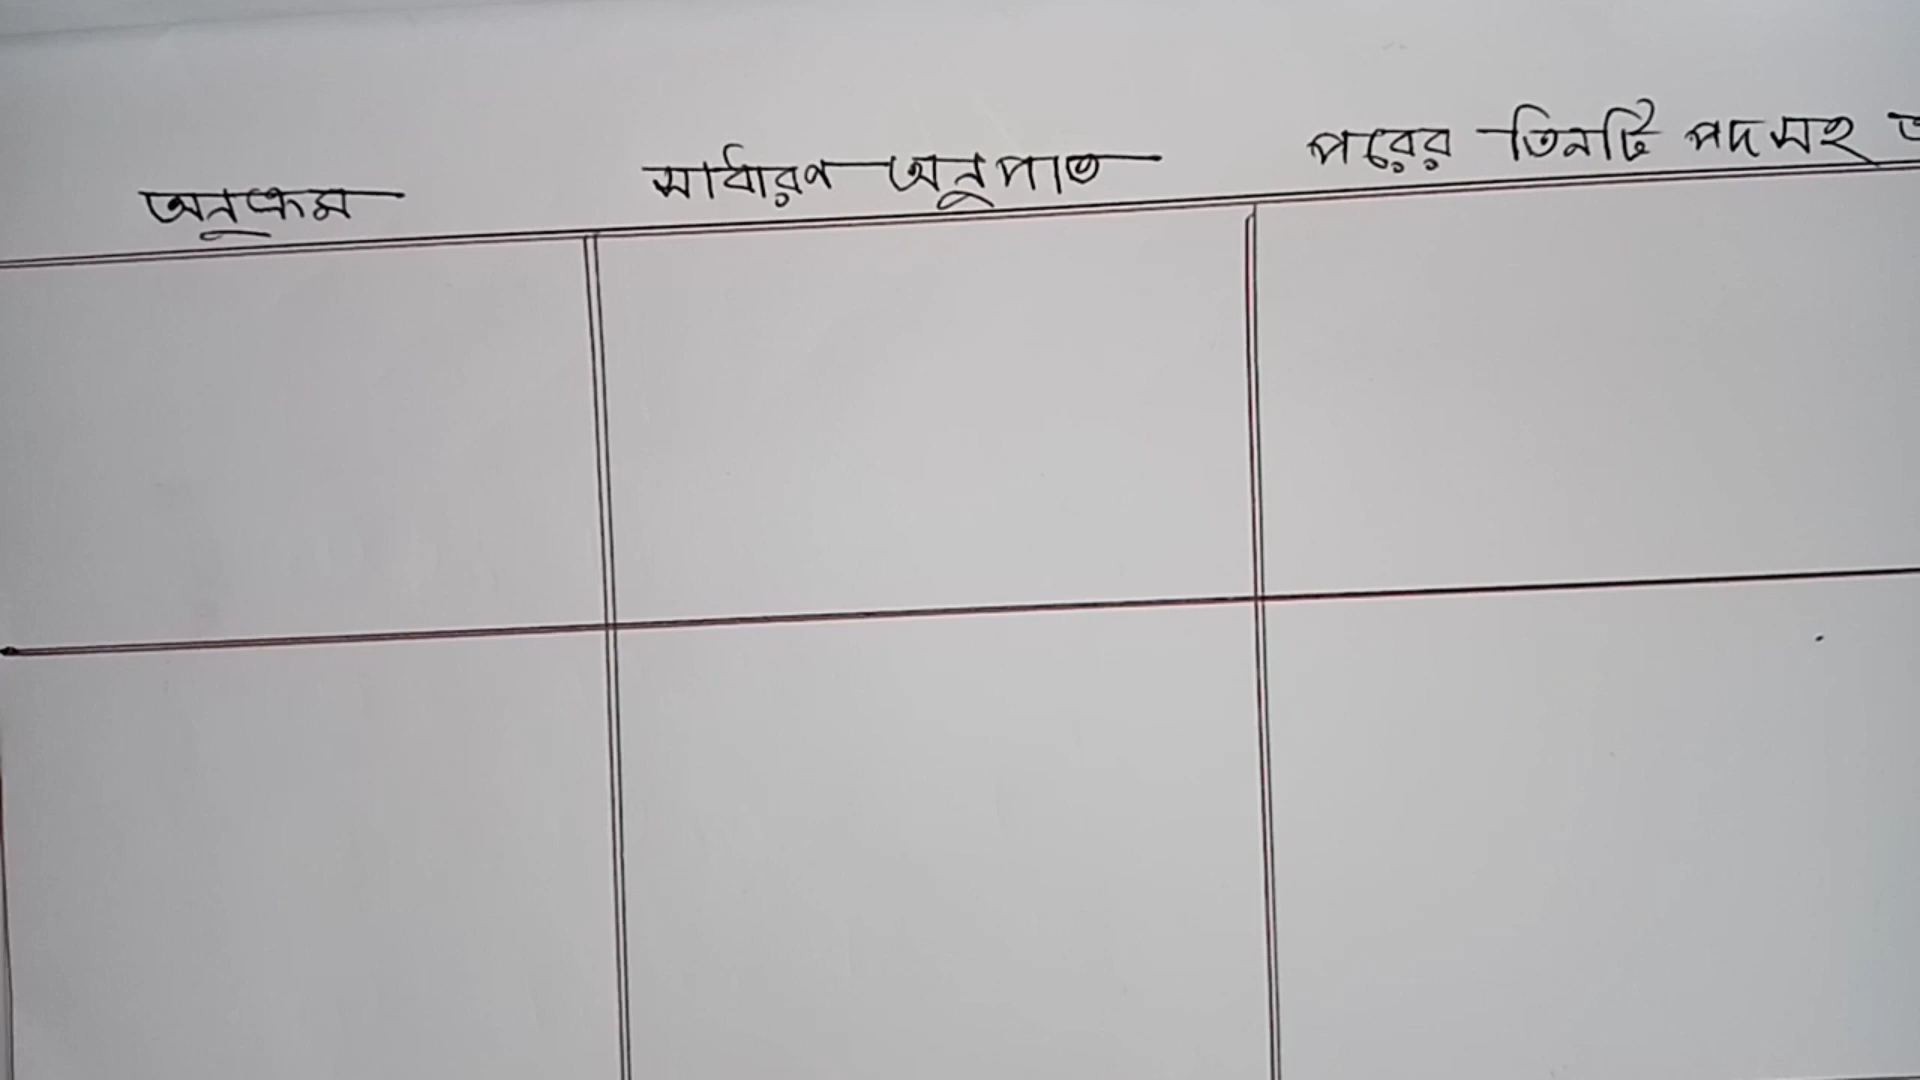 অনুক্রম
সাধারণ অনুপাত
পরের তিনটি পদসহ